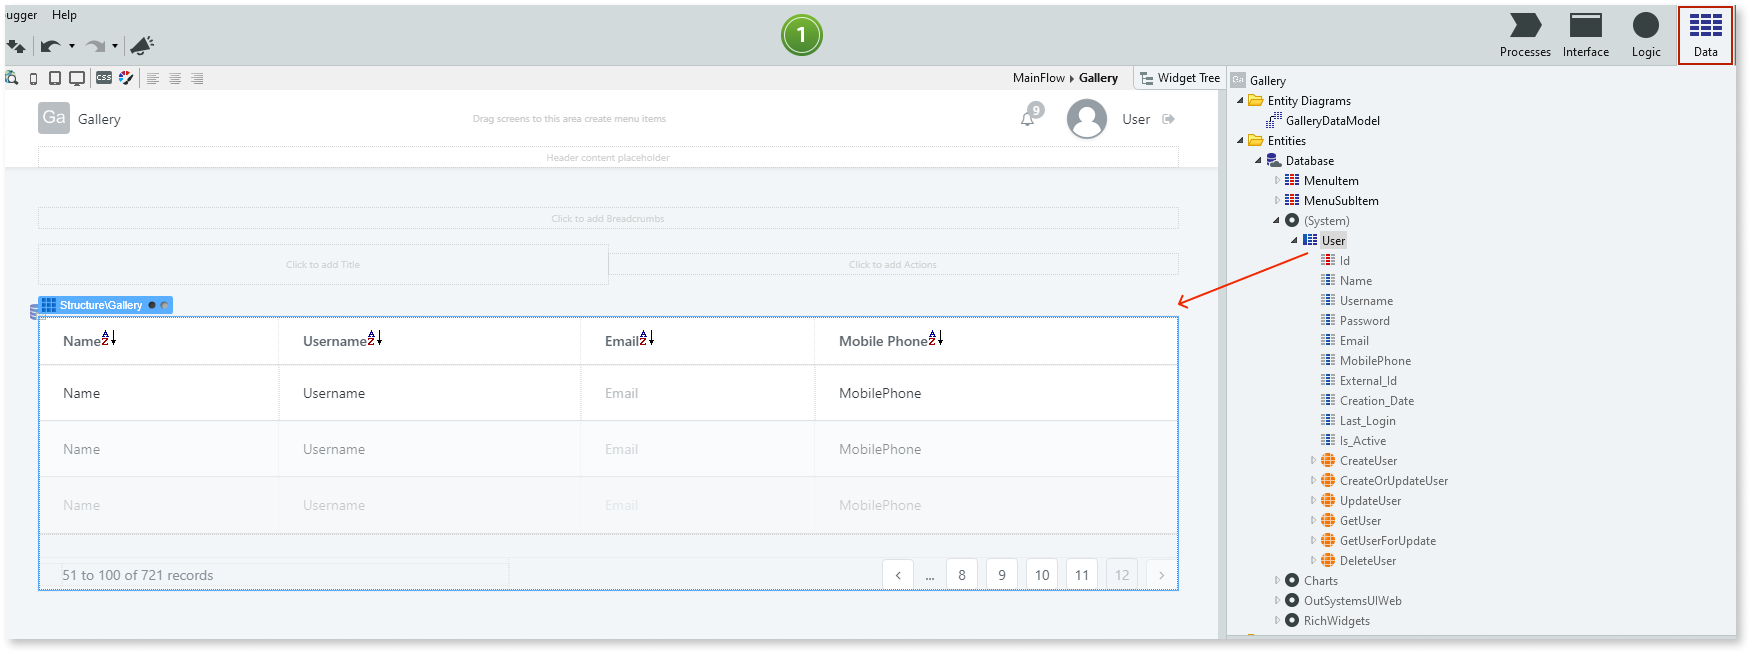 ugger Help
1
Processes Interface Logic Data
CSS
MainFlow Gallery Widget Tree
Ga Gallery
Drag screens to this area create menu items
9
User
Header content placeholder
Click to add Breadcrumbs
Click to add Title
Click to add Actions
Structure\Gallery
Name Username Email Mobile Phone
Name Username Email MobilePhone
Name Username Email MobilePhone
Name Username Email MobilePhone
51 to 100 of 721 records
< ... 8 9 10 11 12 >
Ga Gallery
Entity Diagrams
GalleryDataModel
Entities
Database
MenuItem
MenuSubItem
(System)
User
Id
Name
Username
Password
Email
MobilePhone
External_Id
Creation_Date
Last_Login
Is_Active
CreateUser
CreateOrUpdateUser
UpdateUser
GetUser
GetUserForUpdate
DeleteUser
Charts
OutSystemsUIWeb
RichWidgets